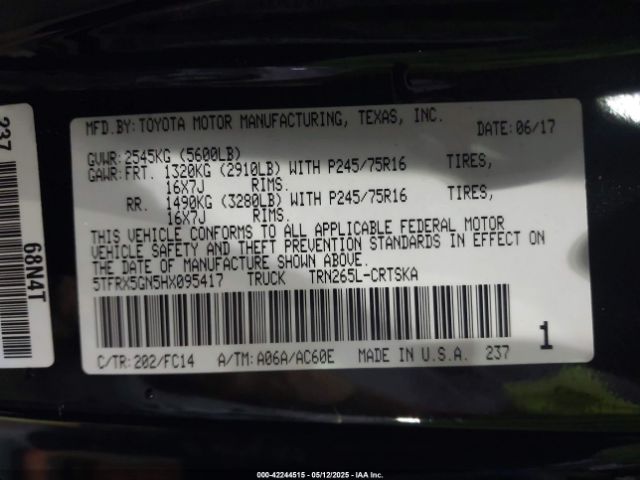 MFD.BY:TOYOTA MOTOR MANUFACTURING, TEXAS, INC.
DATE:06/17
GVWR:2545KG (5600LB)
GAWR:FRT. 1320KG (2910LB) WITH P245/75R16 TIRES,
16X7J RIMS.
RR. 1490KG (3280LB) WITH P245/75R16 TIRES,
16X7J RIMS.
THIS VEHICLE CONFORMS TO ALL APPLICABLE FEDERAL MOTOR
VEHICLE SAFETY AND THEFT PREVENTION STANDARDS IN EFFECT ON
THE DATE OF MANUFACTURE SHOWN ABOVE.
5TFRX5GN5HX095417 TRUCK TRN265L-CRTSKA
C/TR:202/FC14 A/TM:A06A/AC60E MADE IN U.S.A. 237
1
237
68N4T
000-42244515 - 05/12/2025 - IAA Inc.